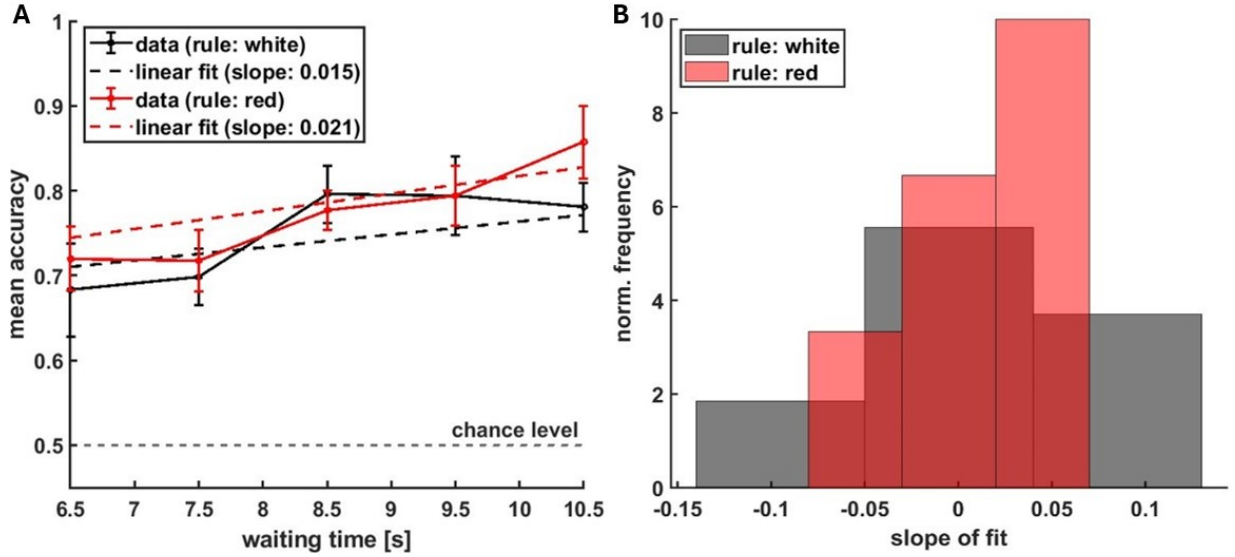 A
data (rule: white)
linear fit (slope: 0.015)
data (rule: red)
linear fit (slope: 0.021)
mean accuracy
1
0.9
0.8
0.7
0.6
0.5
chance level
6.5 7 7.5 8 8.5 9 9.5 10 10.5
waiting time [s]
B
rule: white
rule: red
norm. frequency
10
8
6
4
2
0
-0.15 -0.1 -0.05 0 0.05 0.1
slope of fit